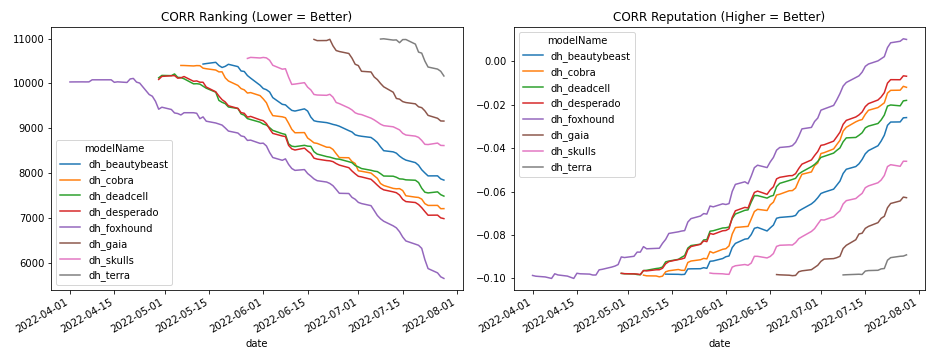 CORR Ranking (Lower = Better)
11000
10000
9000
8000
7000
6000
modelName
dh_beautybeast
dh_cobra
dh_deadcell
dh_desperado
dh_foxhound
dh_gaia
dh_skulls
dh_terra
2022-04-01
2022-04-15
2022-05-01
2022-05-15
2022-06-01
2022-06-15
2022-07-01
2022-07-15
2022-08-01
date
CORR Reputation (Higher = Better)
0.00
−0.02
−0.04
−0.06
−0.08
−0.10
modelName
dh_beautybeast
dh_cobra
dh_deadcell
dh_desperado
dh_foxhound
dh_gaia
dh_skulls
dh_terra
2022-04-01
2022-04-15
2022-05-01
2022-05-15
2022-06-01
2022-06-15
2022-07-01
2022-07-15
2022-08-01
date